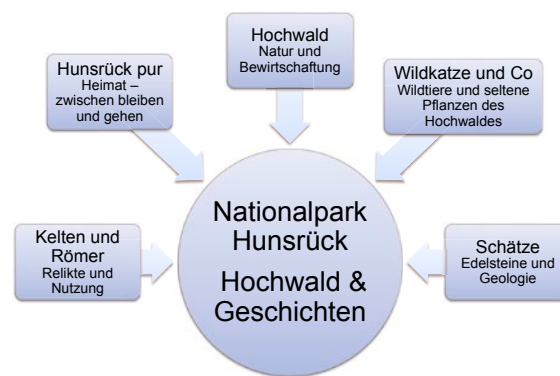 Hochwald
Natur und
Bewirtschaftung
Hunsrück pur
Heimat –
zwischen bleiben
und gehen
Wildkatze und Co
Wildtiere und seltene
Pflanzen des
Hochwaldes
Kelten und
Römer
Relikte und
Nutzung
Nationalpark
Hunsrück
Hochwald &
Geschichten
Schätze
Edelsteine und
Geologie